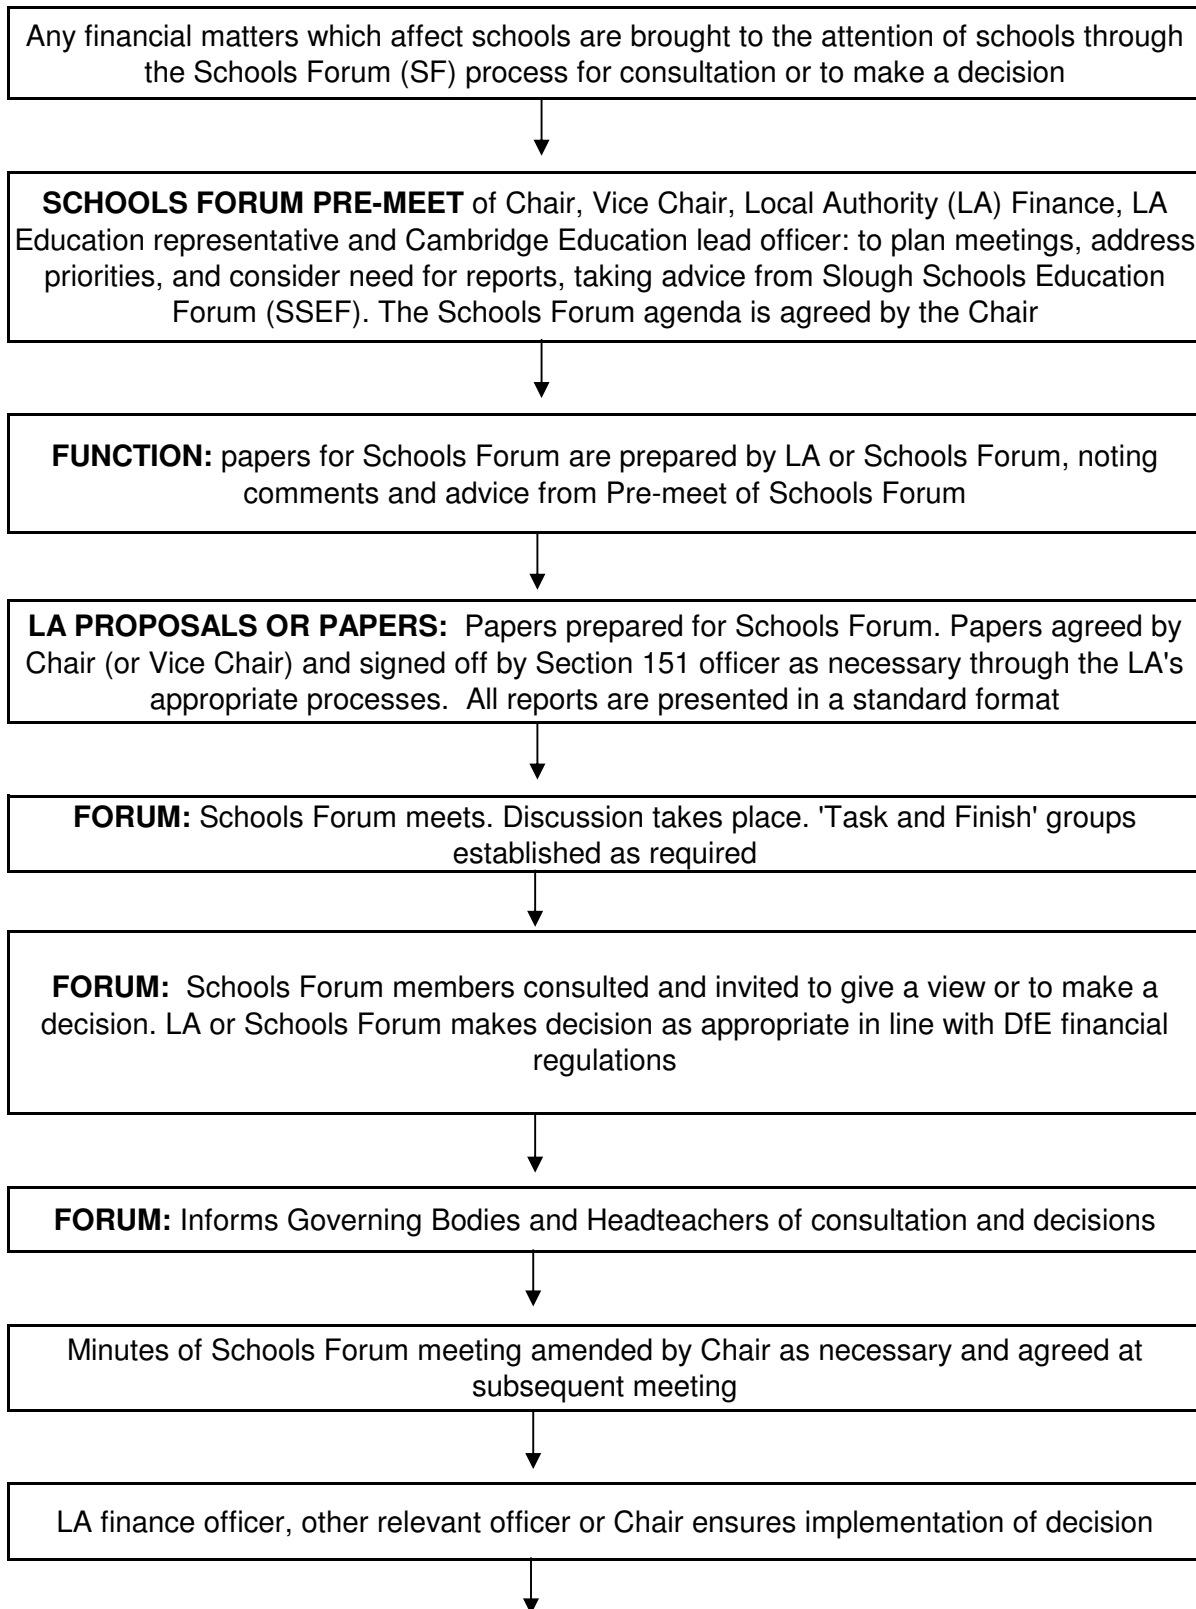 Any financial matters which affect schools are brought to the attention of schools through
the Schools Forum (SF) process for consultation or to make a decision
SCHOOLS FORUM PRE-MEET of Chair, Vice Chair, Local Authority (LA) Finance, LA
Education representative and Cambridge Education lead officer: to plan meetings, address
priorities, and consider need for reports, taking advice from Slough Schools Education
Forum (SSEF). The Schools Forum agenda is agreed by the Chair
FUNCTION: papers for Schools Forum are prepared by LA or Schools Forum, noting
comments and advice from Pre-meet of Schools Forum
LA PROPOSALS OR PAPERS: Papers prepared for Schools Forum. Papers agreed by
Chair (or Vice Chair) and signed off by Section 151 officer as necessary through the LA's
appropriate processes. All reports are presented in a standard format
FORUM: Schools Forum meets. Discussion takes place. 'Task and Finish' groups
established as required
FORUM: Schools Forum members consulted and invited to give a view or to make a
decision. LA or Schools Forum makes decision as appropriate in line with DfE financial
regulations
FORUM: Informs Governing Bodies and Headteachers of consultation and decisions
Minutes of Schools Forum meeting amended by Chair as necessary and agreed at
subsequent meeting
LA finance officer, other relevant officer or Chair ensures implementation of decision